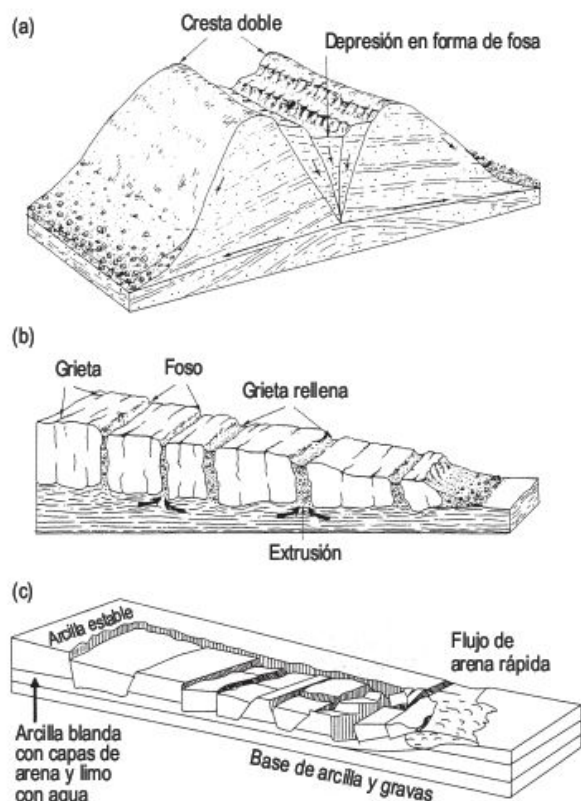 (a)
Cresta doble
Depresión en forma de fosa
(b)
Grieta
Foso
Grieta rellena
Extrusión
(c)
Arcilla estable
Flujo de
arena rápida
Arcilla blanda
con capas de
arena y limo
con agua
Base de arcilla y gravas